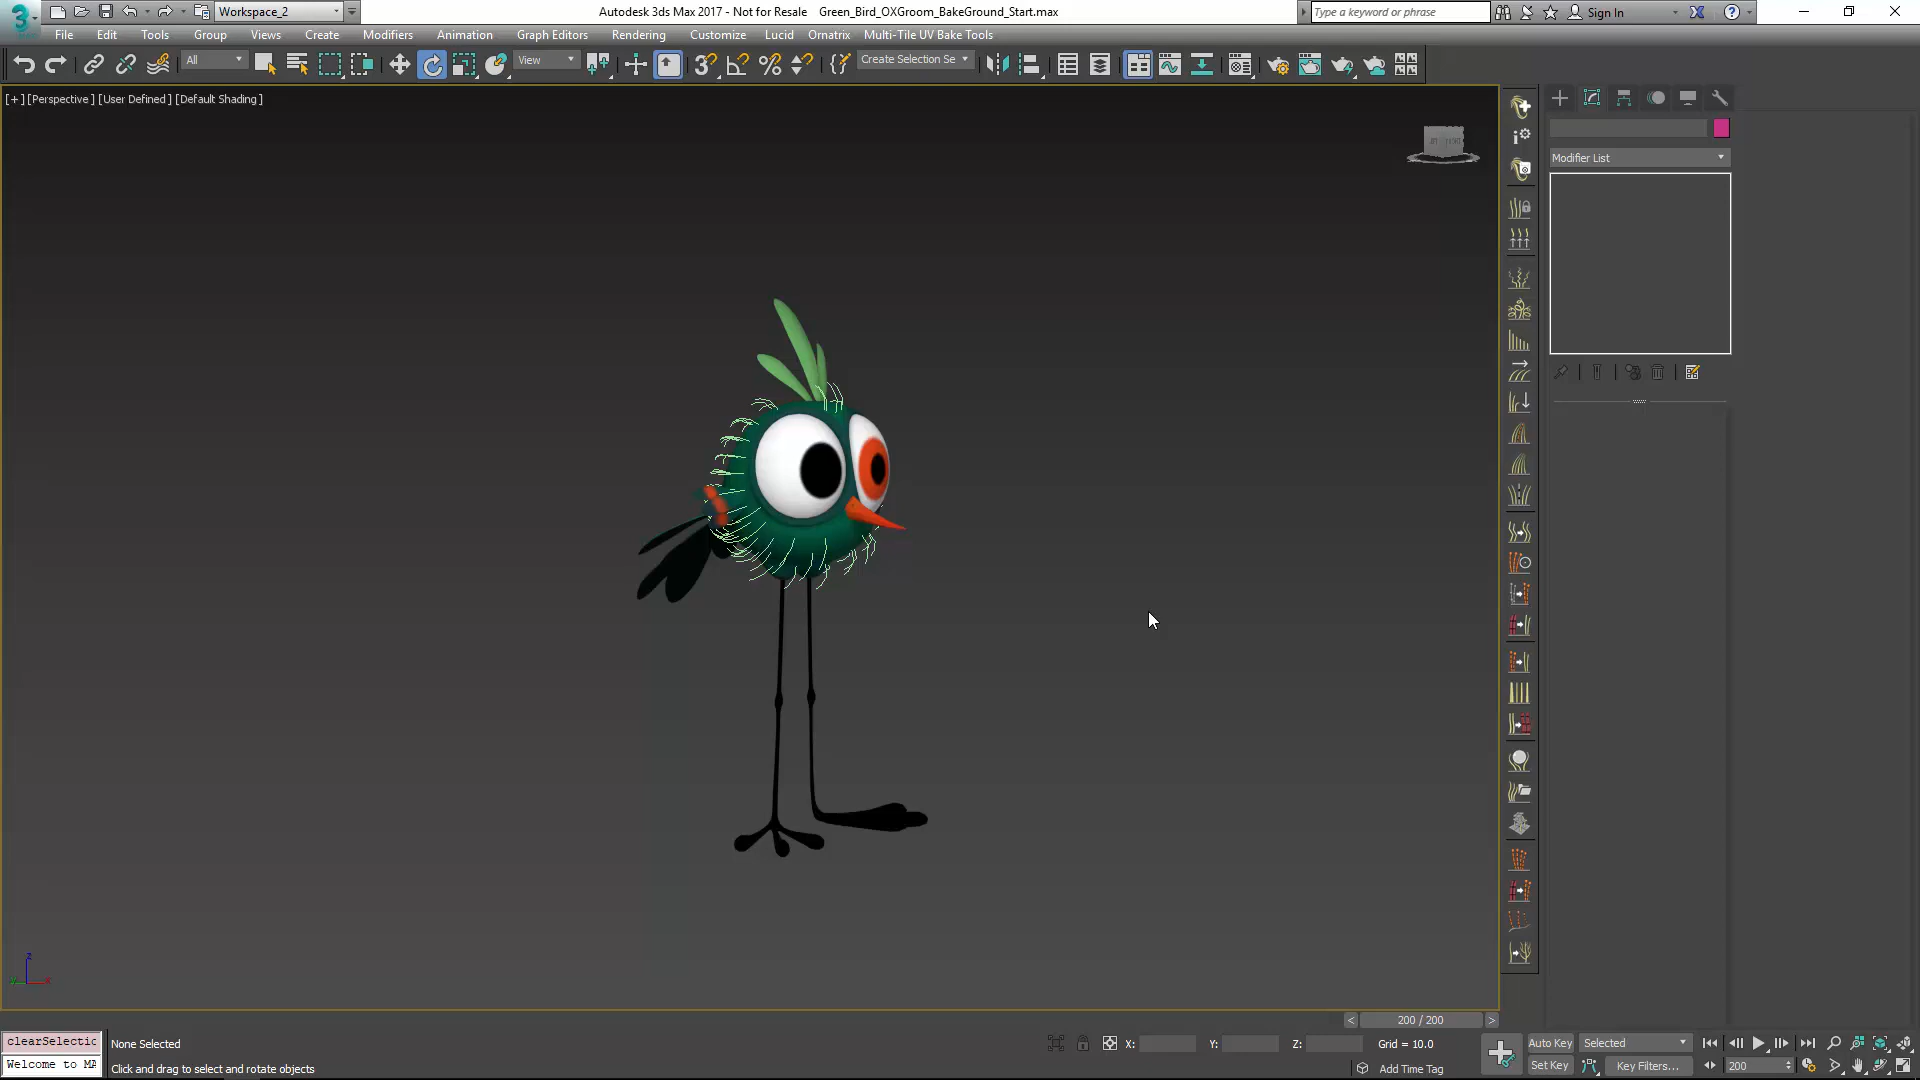 Workspace_2
Autodesk 3ds Max 2017 - Not for Resale Green_Bird_OXGroom_BakeGround_Start.max
Type a keyword or phrase
Sign In
File Edit Tools Group Views Create Modifiers Animation Graph Editors Rendering Customize Lucid Ornatrix Multi-Tile UV Bake Tools
All
View
Create Selection Se
[+] [Perspective ] [User Defined ] [Default Shading ]
Modifier List
z
x
< 200 / 200 >
clearSelectic
None Selected
X: Y: Z: Grid = 10.0
Auto Key
Selected
Welcome to MA
Click and drag to select and rotate objects
Add Time Tag
Set Key
Key Filters...
200